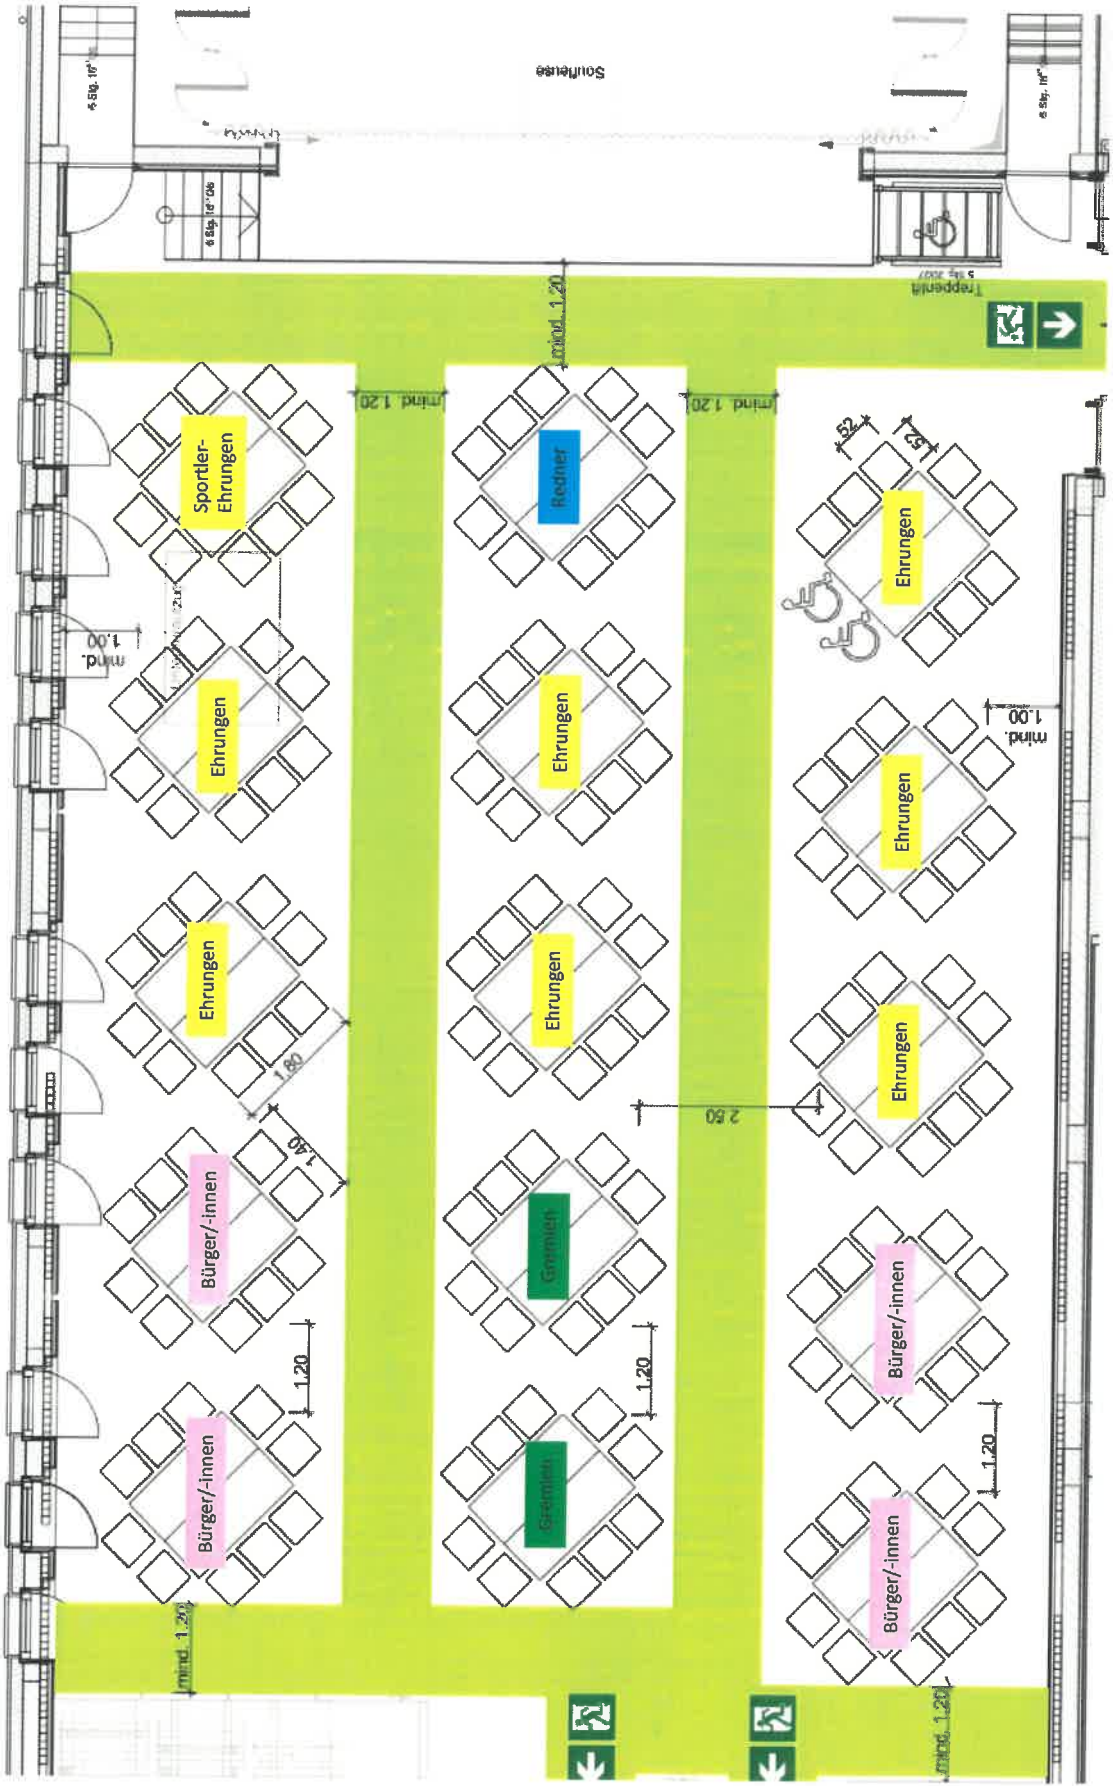 6 Stg. 16
Souffleuse
6 Stg. 16
6 Stg. 16
5 Stg. 20/27
Treppenlift
mind. 1.20
mind. 1.20
mind. 1.20
Sportler-
Ehrungen
Redner
52
52
Ehrungen
mind.
1.00
Ehrungen
Ehrungen
Ehrungen
mind.
1.00
Ehrungen
Ehrungen
Ehrungen
1.80
1.40
2.50
Bürger/-innen
Gremien
Bürger/-innen
1.20
1.20
1.20
Bürger/-innen
Gremien
Bürger/-innen
mind. 1.20
mind. 1.20